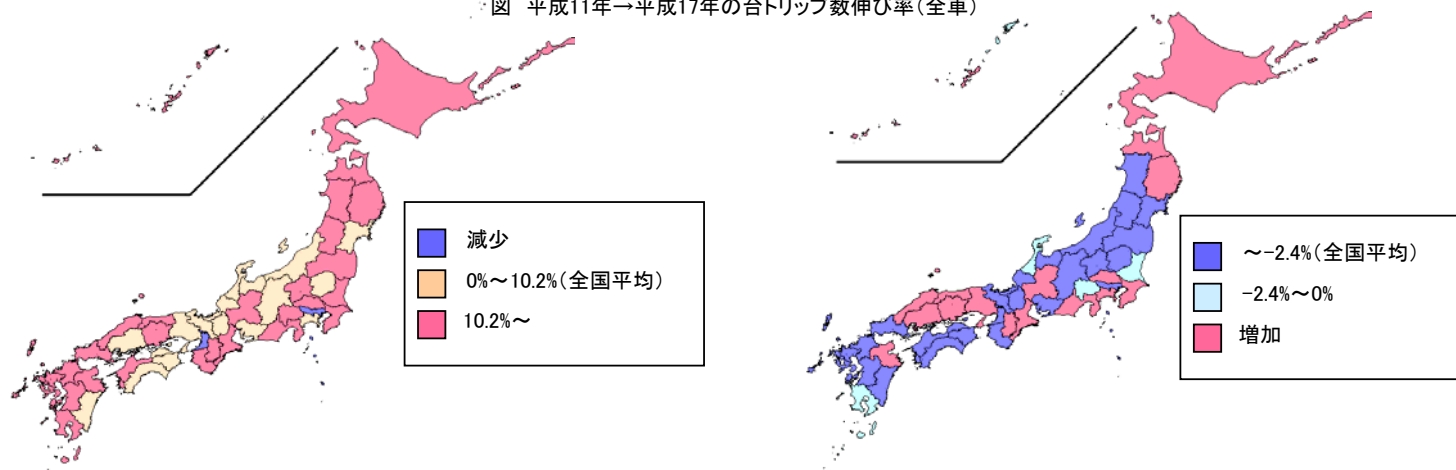 図 平成11年→平成17年の台トリップ数伸び率(全車)
減少
0%～10.2%(全国平均)
10.2%～
～-2.4%(全国平均)
-2.4%～0%
増加